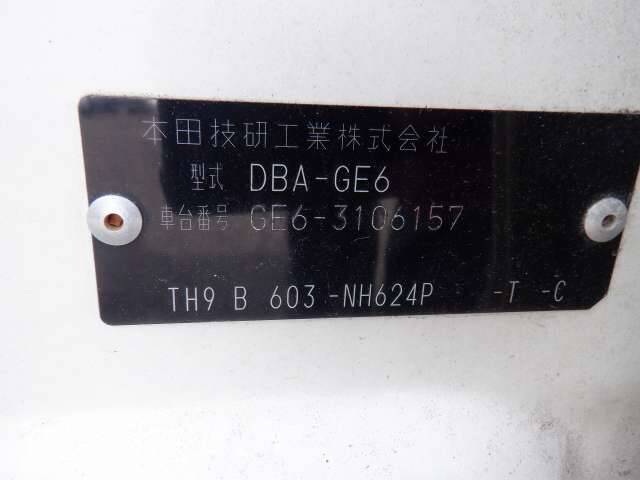 本田技研工業株式会社
型式 DBA-GE6
車台番号 GE6-3106157
TH9 B 603 -NH624P -T -C